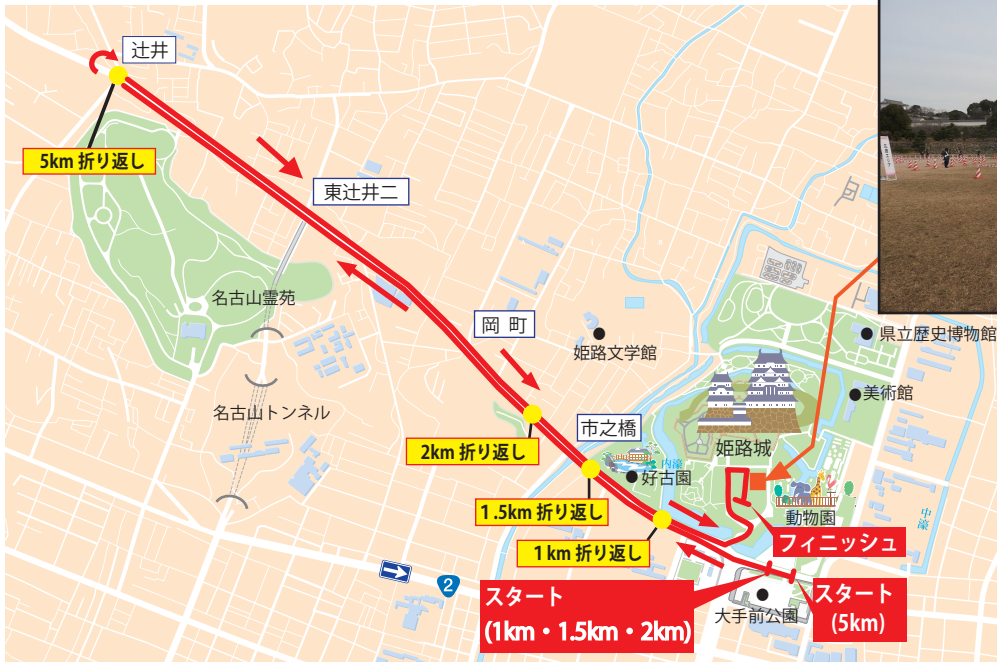 辻井
5km 折り返し
東辻井二
名古山霊苑
岡 町
姫路文学館
県立歴史博物館
美術館
名古山トンネル
市之橋
姫路城
2km 折り返し
内濠
好古園
1.5km 折り返し
動物園
中濠
フィニッシュ
1km 折り返し
2
スタート
(1km・1.5km・2km)
スタート
(5km)
大手前公園